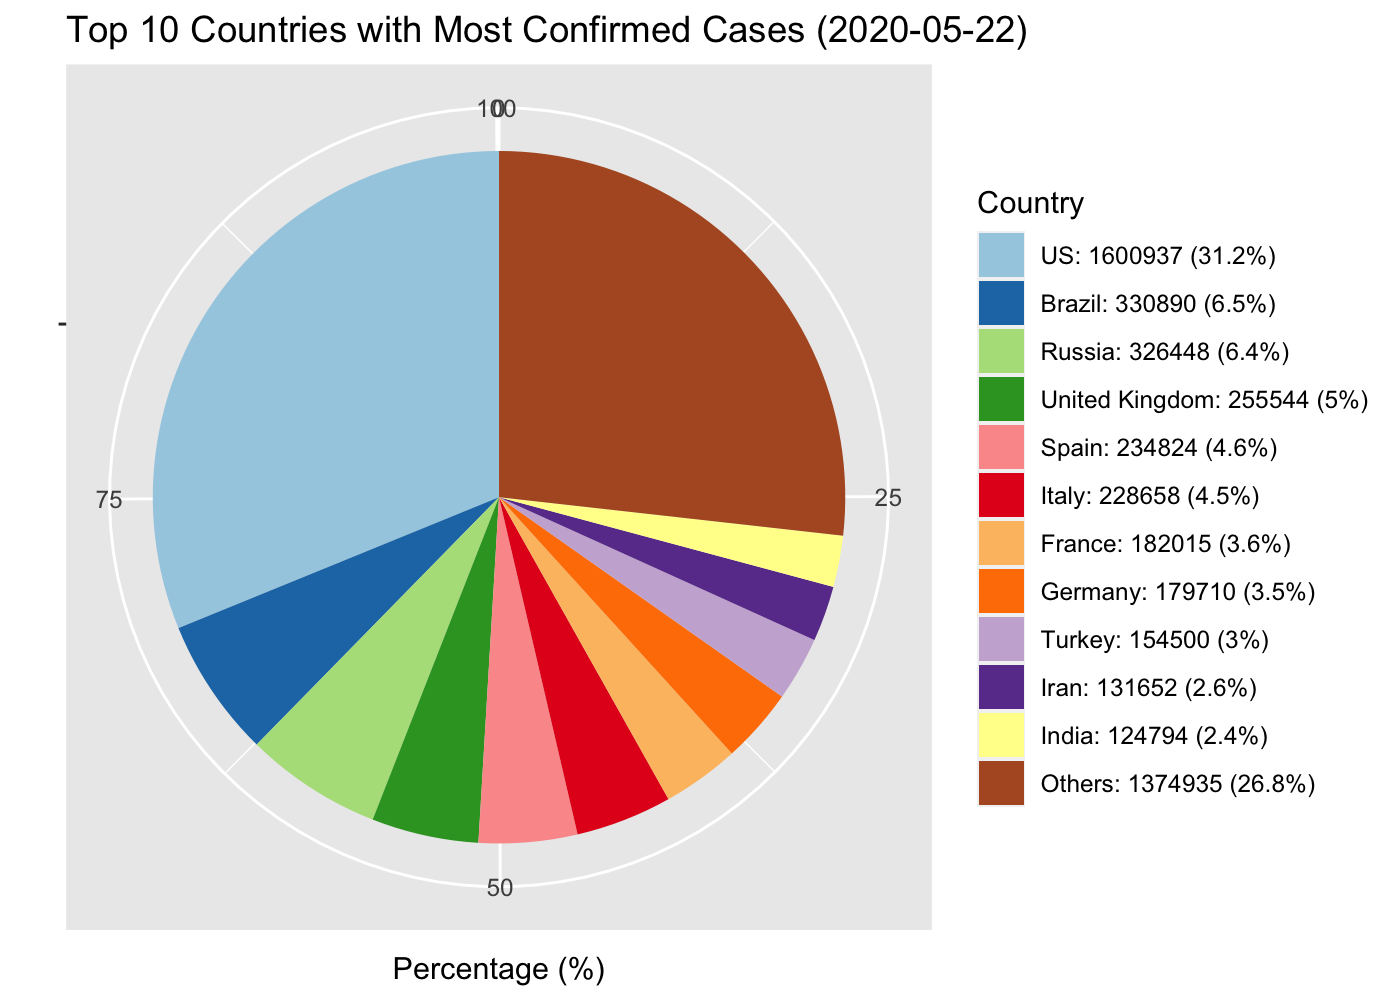 Top 10 Countries with Most Confirmed Cases (2020-05-22)
100
0
75
25
50
Percentage (%)
Country
US: 1600937 (31.2%)
Brazil: 330890 (6.5%)
Russia: 326448 (6.4%)
United Kingdom: 255544 (5%)
Spain: 234824 (4.6%)
Italy: 228658 (4.5%)
France: 182015 (3.6%)
Germany: 179710 (3.5%)
Turkey: 154500 (3%)
Iran: 131652 (2.6%)
India: 124794 (2.4%)
Others: 1374935 (26.8%)